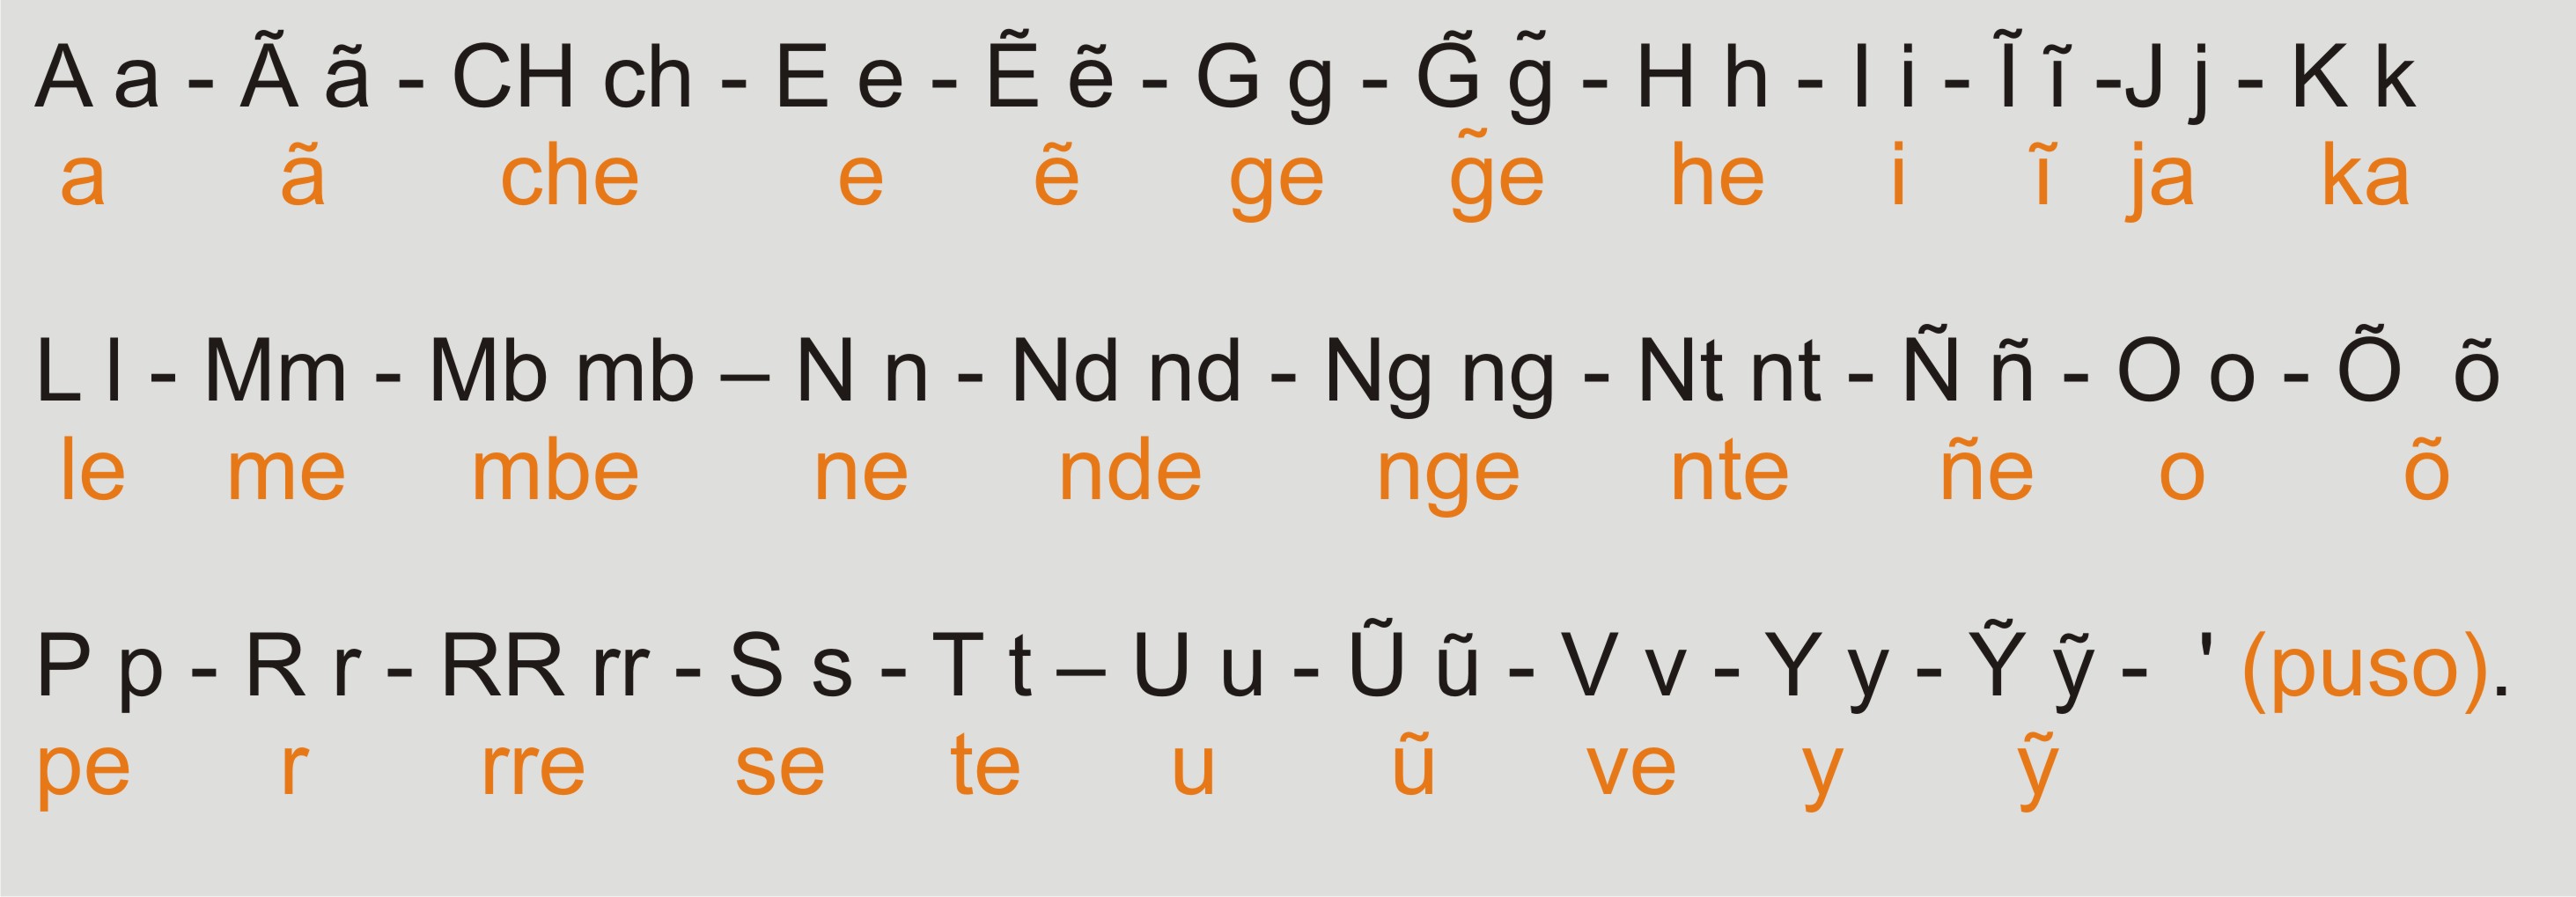 A a - Ã ã - CH ch - E e - Ẽ ẽ - G g - G̃ g̃ - H h - I i - Ĩ ĩ -J j - K k
a ã che e ẽ ge g̃e he i ĩ ja ka
L l - Mm - Mb mb – N n - Nd nd - Ng ng - Nt nt - Ñ ñ - O o - Õ õ
le me mbe ne nde nge nte ñe o õ
P p - R r - RR rr - S s - T t – U u - Ũ ũ - V v - Y y - Ỹ ỹ - ' (puso).
pe r rre se te u ũ ve y ỹ